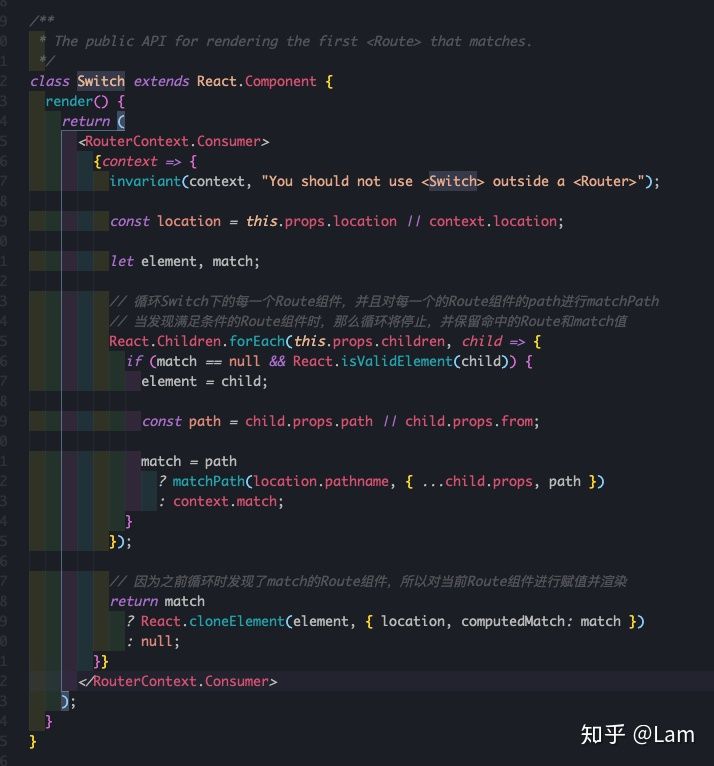 /**
 * The public API for rendering the first <Route> that matches.
 */
class Switch extends React.Component {
  render() {
    return (
      <RouterContext.Consumer>
        {context => {
          invariant(context, "You should not use <Switch> outside a <Router>");

          const location = this.props.location || context.location;

          let element, match;

          // 循环Switch下的每一个Route组件，并且对每一个的Route组件的path进行matchPath
          // 当发现满足条件的Route组件时，那么循环将停止，并保留命中的Route和match值
          React.Children.forEach(this.props.children, child => {
            if (match == null && React.isValidElement(child)) {
              element = child;

              const path = child.props.path || child.props.from;

              match = path
                ? matchPath(location.pathname, { ...child.props, path })
                : context.match;
            }
          });

          // 因为之前循环时发现了match的Route组件，所以对当前Route组件进行赋值并渲染
          return match
            ? React.cloneElement(element, { location, computedMatch: match })
            : null;
        }}
      </RouterContext.Consumer>
    );
  }
}
知乎 @Lam